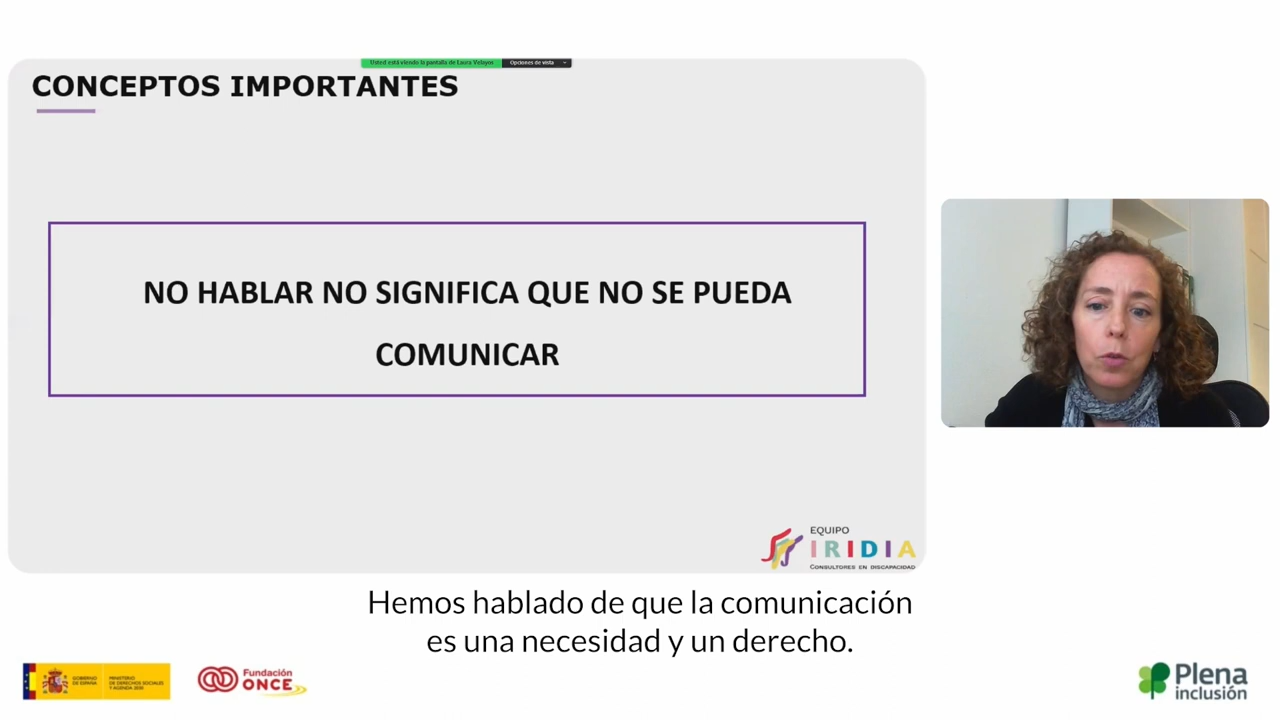 Usted está viendo la pantalla de Laura Velayos
Opciones de vista
CONCEPTOS IMPORTANTES
NO HABLAR NO SIGNIFICA QUE NO SE PUEDA
COMUNICAR
EQUIPO
IRIDIA
CONSULTORES EN DISCAPACIDAD
Hemos hablado de que la comunicación
es una necesidad y un derecho.
GOBIERNO
DE ESPAÑA
MINISTERIO
DE DERECHOS SOCIALES
Y AGENDA 2030
Fundación
ONCE
Plena
inclusión